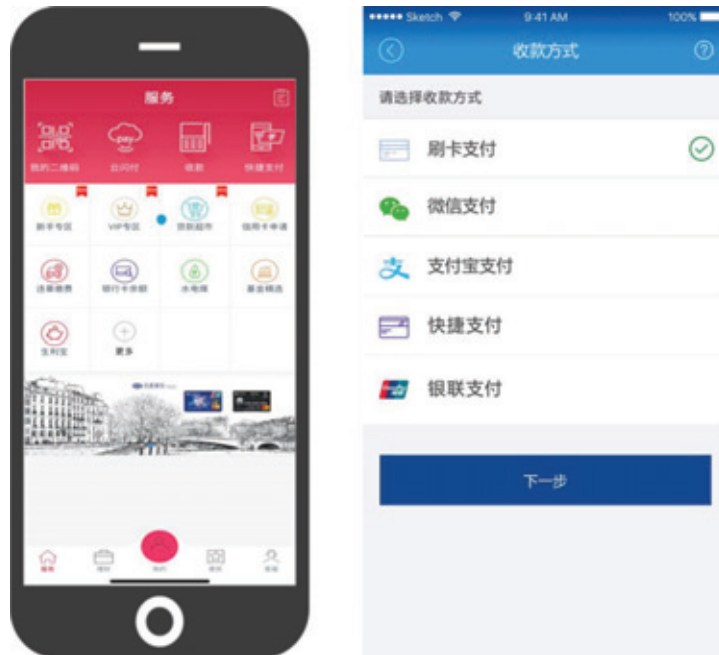 服务
我的二维码 云闪付 收款 快捷支付
pay
新手专区 VIP专区 贷款超市 信用卡申请
违章缴费 银行卡余额 水电煤 基金精选
生利宝 更多
Sketch 9:41 AM 100%
收款方式
请选择收款方式
刷卡支付
微信支付
支付宝支付
快捷支付
银联支付
下一步